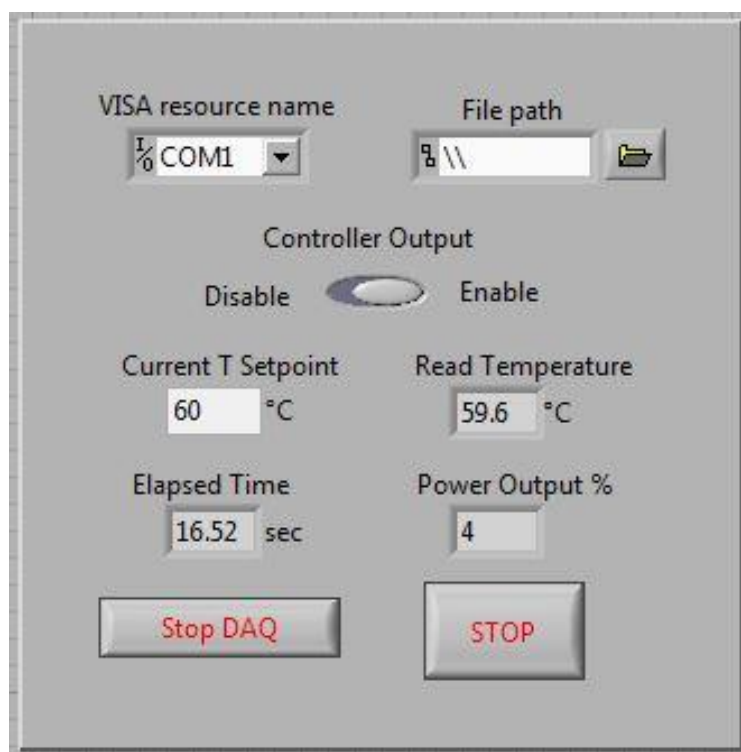 VISA resource name File path
I/O COM1 \\
Controller Output
Disable Enable
Current T Setpoint Read Temperature
60 °C 59.6 °C
Elapsed Time Power Output %
16.52 sec 4
Stop DAQ STOP